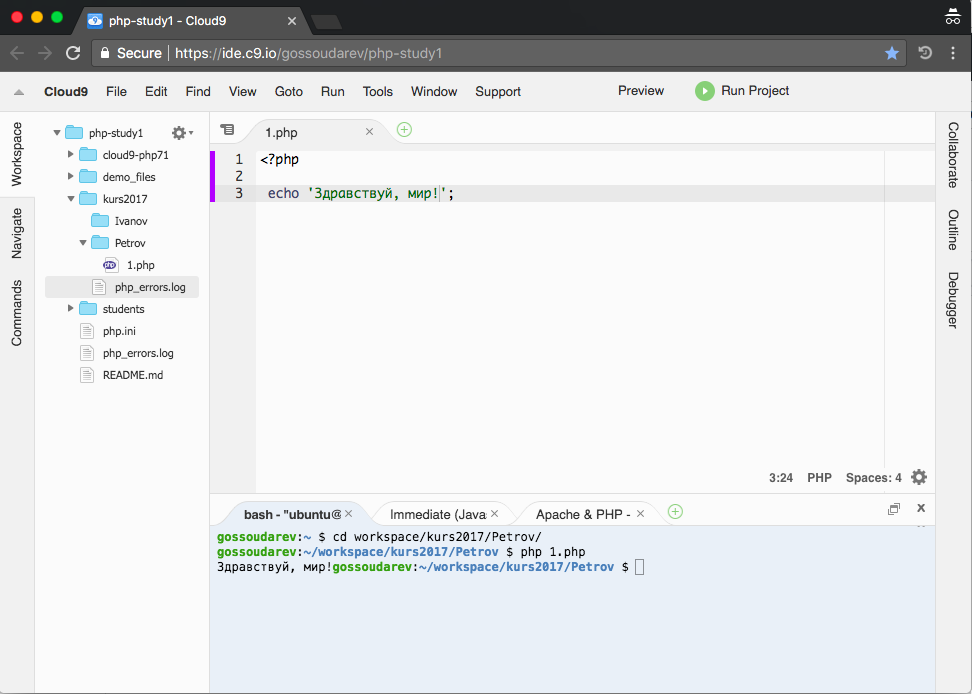 php-study1 - Cloud9
Secure | https://ide.c9.io/gossoudarev/php-study1
Cloud9 File Edit Find View Goto Run Tools Window Support Preview Run Project
Workspace
Navigate
Commands
php-study1
cloud9-php71
demo_files
kurs2017
Ivanov
Petrov
php 1.php
php_errors.log
students
php.ini
php_errors.log
README.md
1.php
1 <?php
2
3 echo 'Здравствуй, мир!';
3:24 PHP Spaces: 4
Collaborate
Outline
Debugger
bash - "ubuntu@ Immediate (Javas Apache & PHP -
gossoudarev:~ $ cd workspace/kurs2017/Petrov/
gossoudarev:~/workspace/kurs2017/Petrov $ php 1.php
Здравствуй, мир!gossoudarev:~/workspace/kurs2017/Petrov $